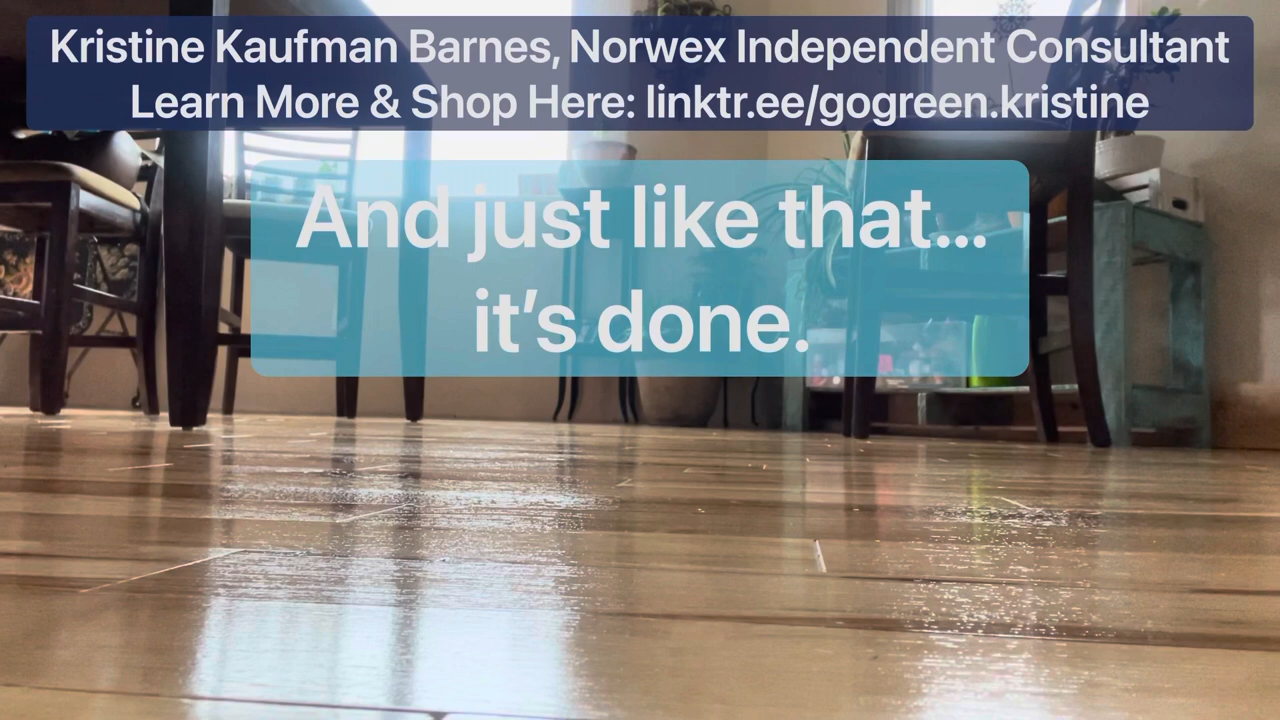 Kristine Kaufman Barnes, Norwex Independent Consultant
Learn More & Shop Here: linktr.ee/gogreen.kristine
And just like that...
it’s done.